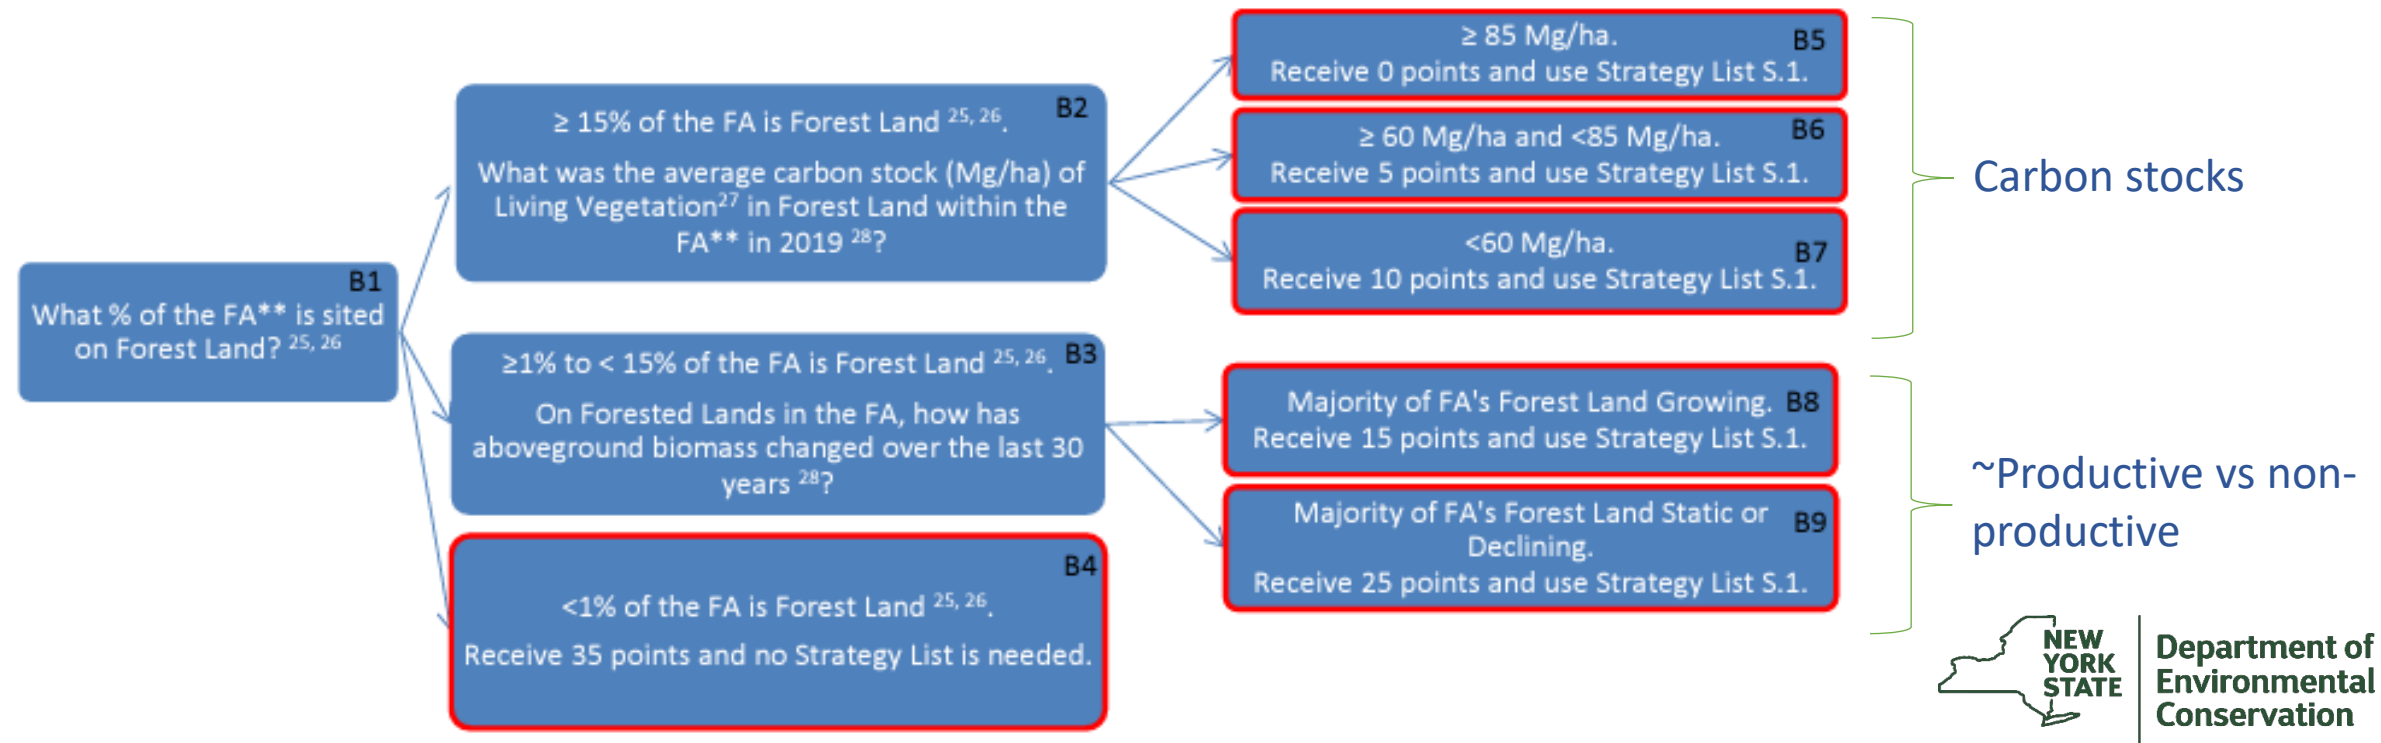 B1
What % of the FA** is sited
on Forest Land? 25, 26
B2
≥ 15% of the FA is Forest Land 25, 26.
What was the average carbon stock (Mg/ha) of
Living Vegetation27 in Forest Land within the
FA** in 2019 28?
≥1% to < 15% of the FA is Forest Land 25, 26. B3
On Forested Lands in the FA, how has
aboveground biomass changed over the last 30
years 28?
B4
<1% of the FA is Forest Land 25, 26.
Receive 35 points and no Strategy List is needed.
≥ 85 Mg/ha. B5
Receive 0 points and use Strategy List S.1.
≥ 60 Mg/ha and <85 Mg/ha. B6
Receive 5 points and use Strategy List S.1.
<60 Mg/ha. B7
Receive 10 points and use Strategy List S.1.
Majority of FA's Forest Land Growing. B8
Receive 15 points and use Strategy List S.1.
Majority of FA's Forest Land Static or B9
Declining.
Receive 25 points and use Strategy List S.1.
Carbon stocks
~Productive vs non-
productive
NEW
YORK
STATE
Department of
Environmental
Conservation